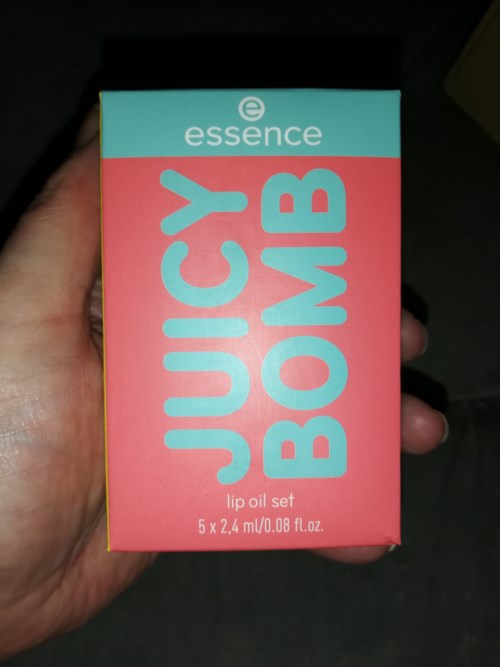 e
essence
JUICY
BOMB
lip oil set
5 x 2,4 ml/0.08 fl.oz.